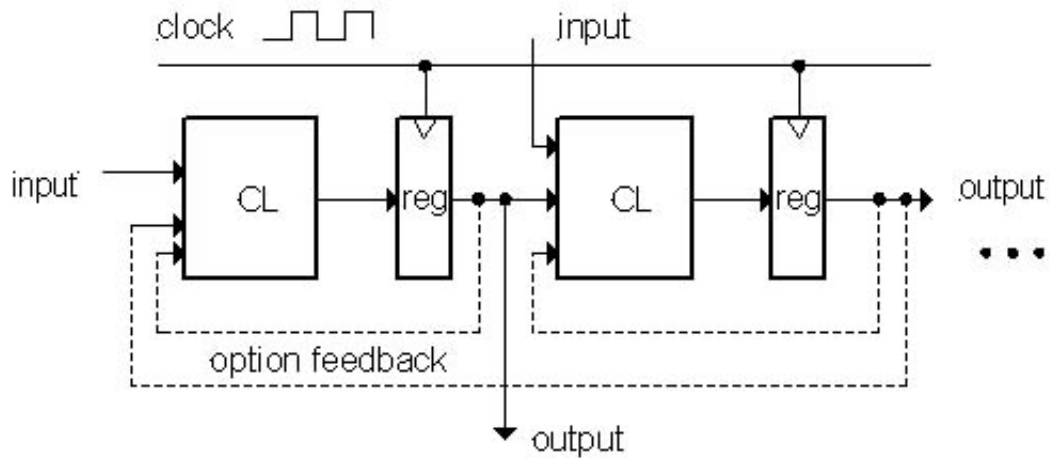 clock
input
input
CL
reg
CL
reg
output
option feedback
output